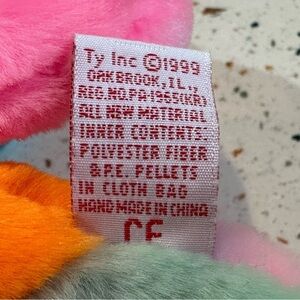 Ty Inc ©1999
OAKBROOK, IL.,
REG. NO. PA-1965(KR)
ALL NEW MATERIAL
INNER CONTENTS:
POLYESTER FIBER
& P.E. PELLETS
IN CLOTH BAG
HAND MADE IN CHINA
CE